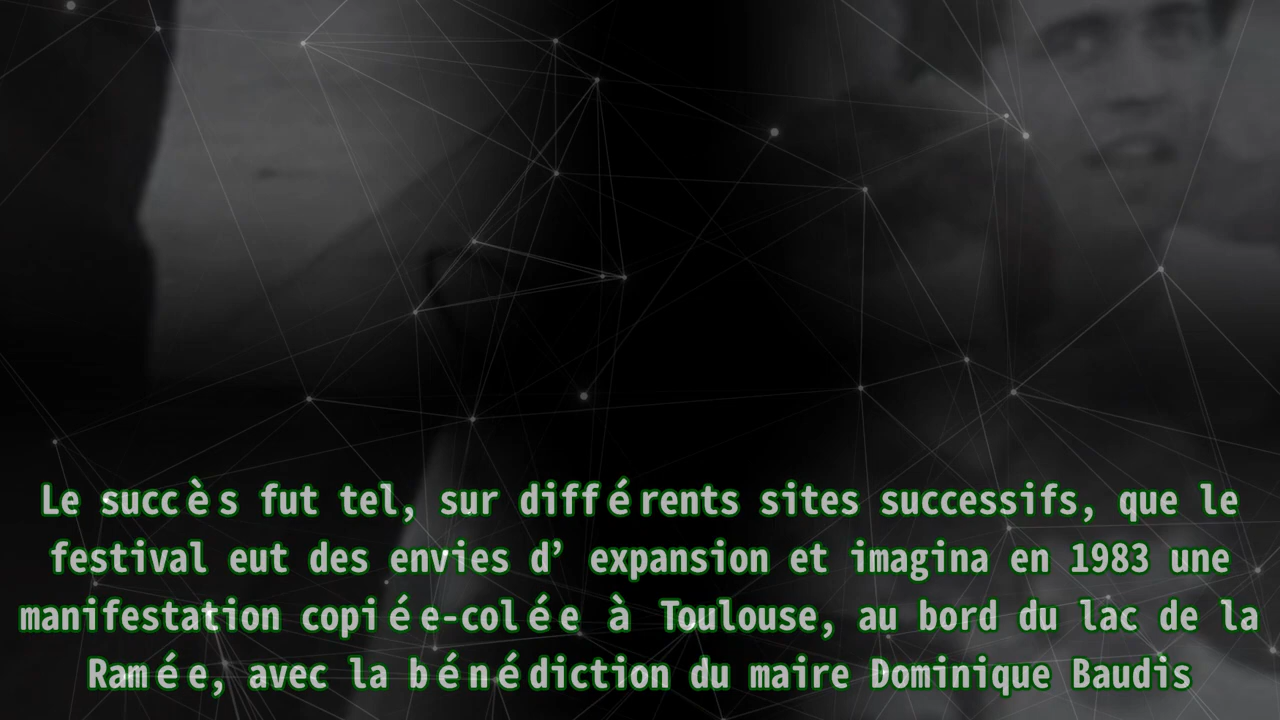 Le succès fut tel, sur différents sites successifs, que le
festival eut des envies d’ expansion et imagina en 1983 une
manifestation copiée-colée à Toulouse, au bord du lac de la
Ramée, avec la bénédiction du maire Dominique Baudis